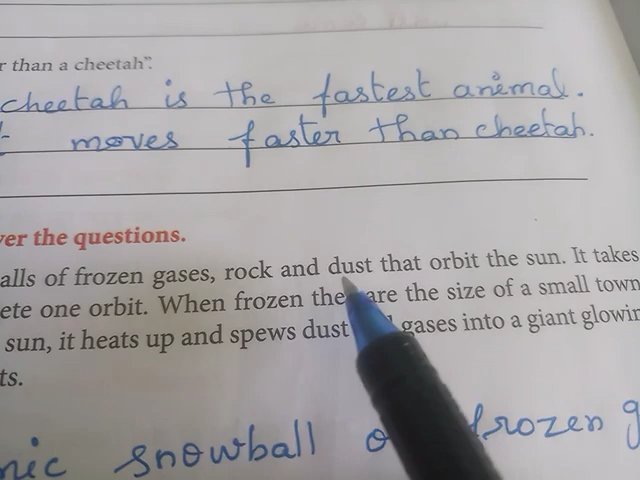 r than a cheetah".
cheetah is the fastest animal.
moves faster than cheetah.
ver the questions.
alls of frozen gases, rock and dust that orbit the sun. It takes
ete one orbit. When frozen the are the size of a small town
sun, it heats up and spews dust gases into a giant glowin
ts.
nic snowball o frozen g